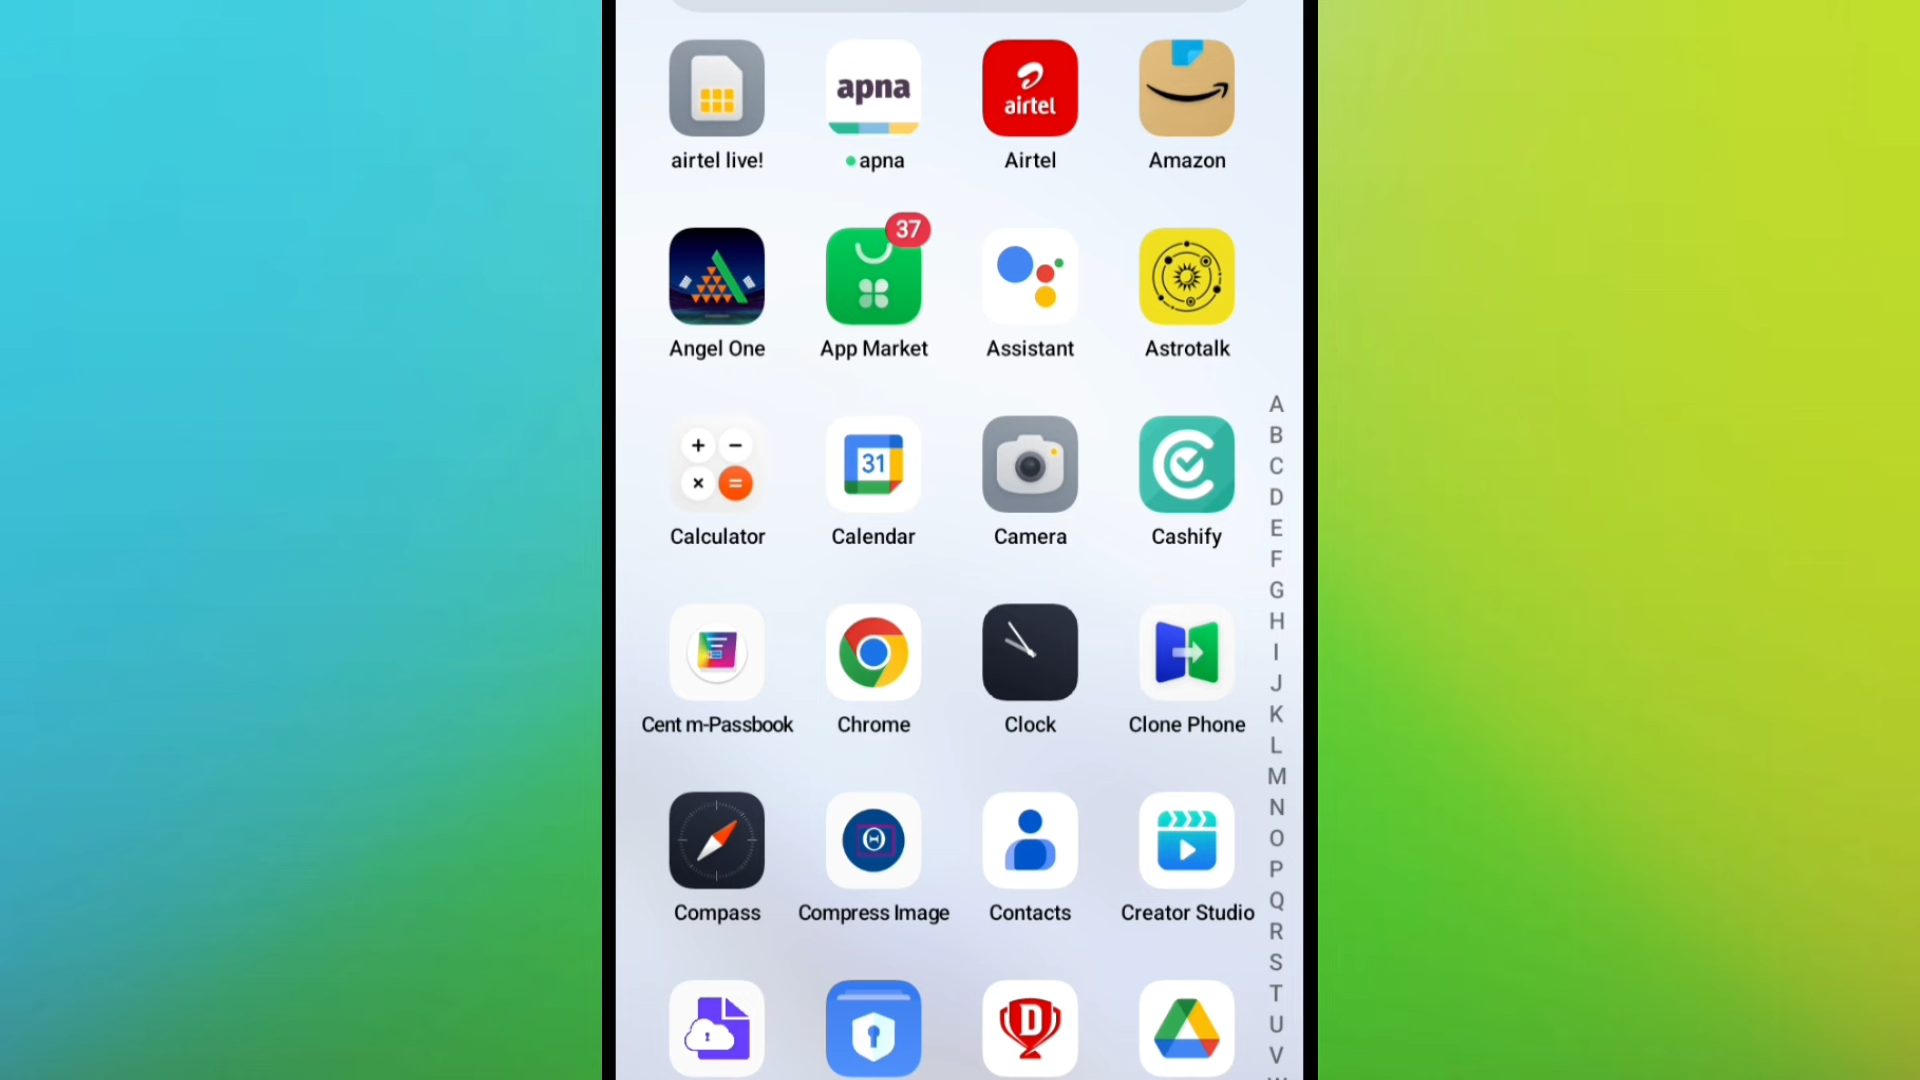 apna
airtel
airtel live!
apna
Airtel
Amazon
37
Angel One
App Market
Assistant
Astrotalk
31
Calculator
Calendar
Camera
Cashify
Cent m-Passbook
Chrome
Clock
Clone Phone
Compass
Compress Image
Contacts
Creator Studio
D
A
B
C
D
E
F
G
H
I
J
K
L
M
N
O
P
Q
R
S
T
U
V